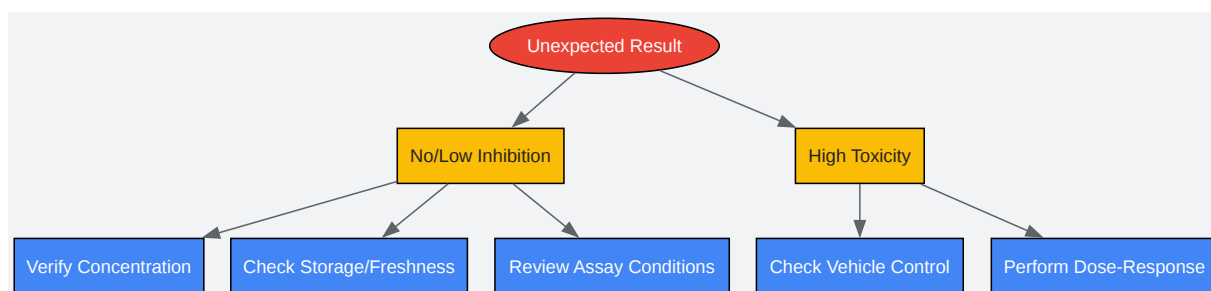 Unexpected Result
No/Low Inhibition
High Toxicity
Verify Concentration
Check Storage/Freshness
Review Assay Conditions
Check Vehicle Control
Perform Dose-Response